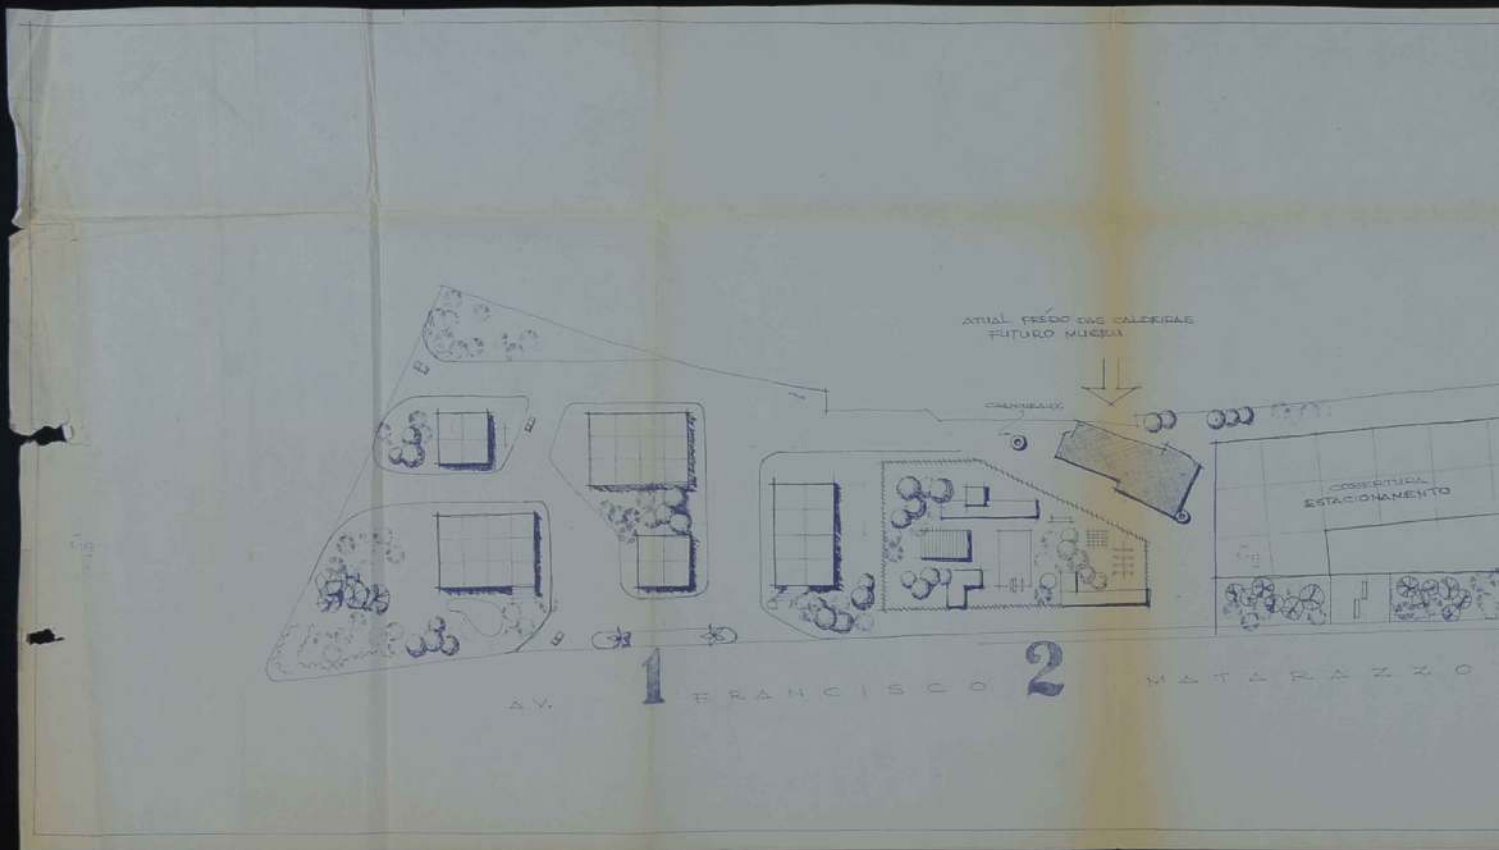 ATUAL PRÉDIO DAS CALDEIRAS
FUTURO MUSEU
COBERTURA
ESTACIONAMENTO
1
2
AV. FRANCISCO MATARAZZO